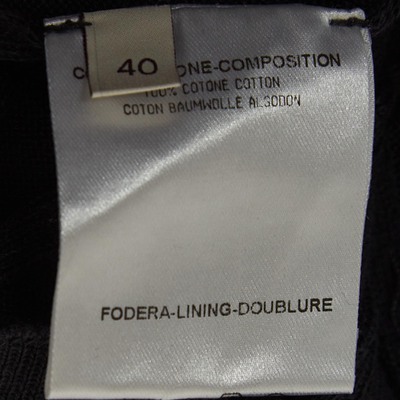 40
ONE-COMPOSITION
100% COTONE COTTON
COTON BAUMWOLLE ALGODON
FODERA-LINING-DOUBLURE